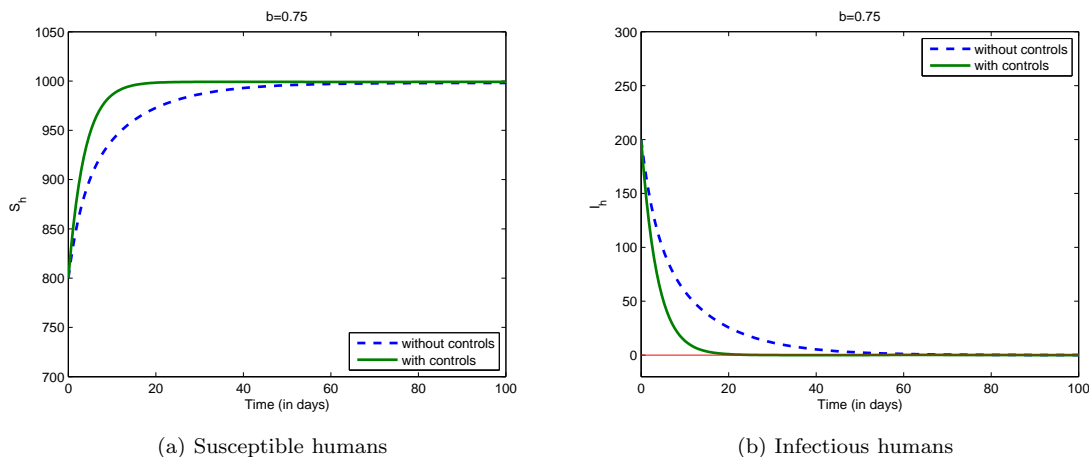 b=0.75
1050
1000
950
900
850
800
750
700
S_h
0 20 40 60 80 100
Time (in days)
without controls
with controls
(a) Susceptible humans
b=0.75
300
250
200
150
100
50
0
I_h
0 20 40 60 80 100
Time (in days)
without controls
with controls
(b) Infectious humans